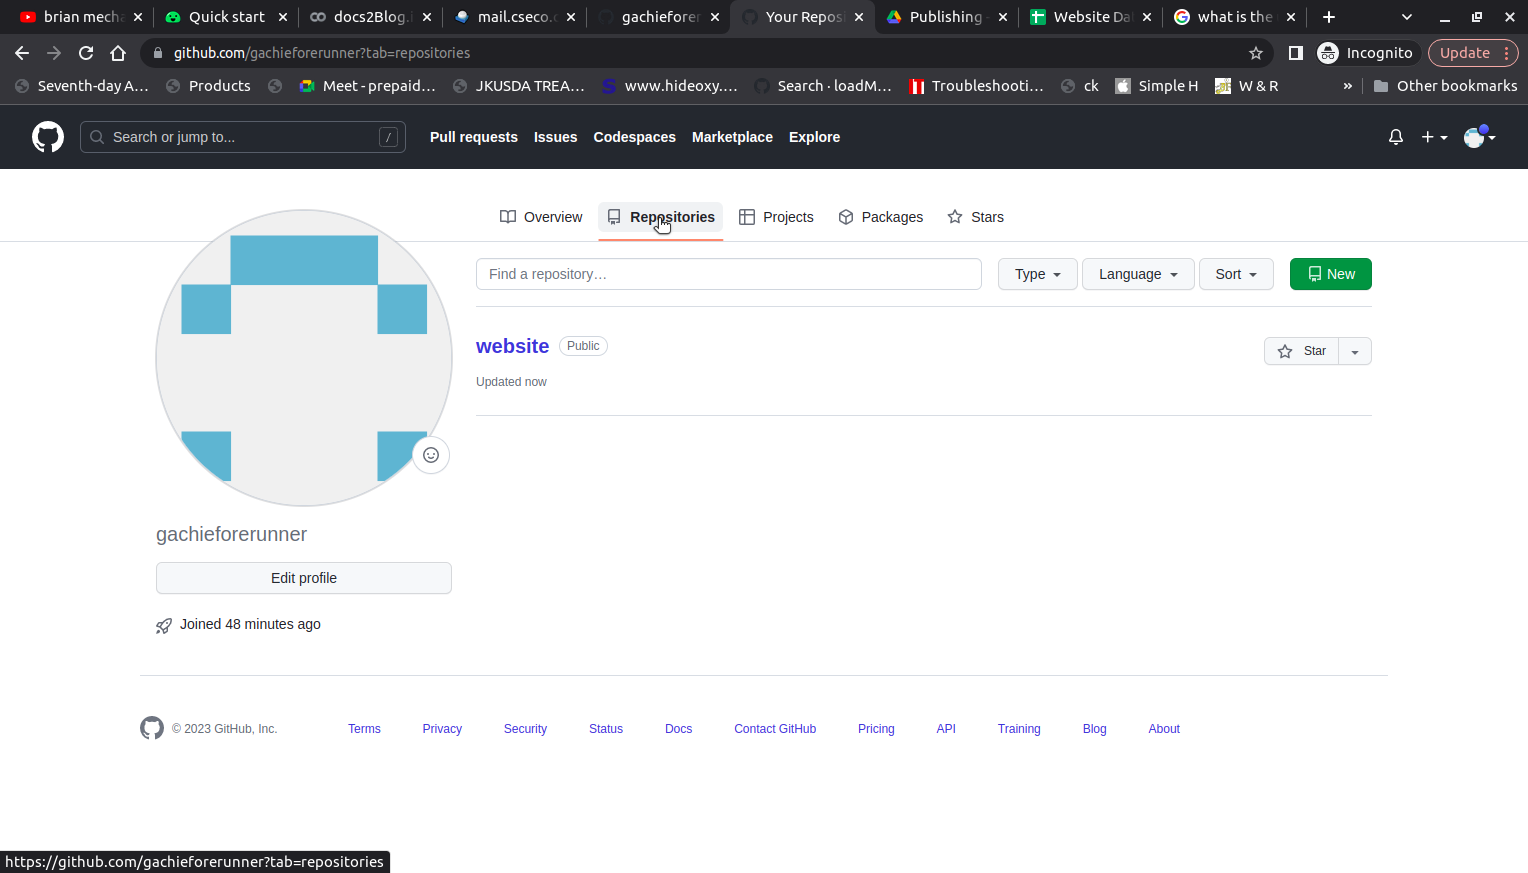 brian mecha
Quick start
docs2Blog.i
mail.cseco.c
gachieforer
Your Reposi
Publishing -
Website Da
what is the
github.com/gachieforerunner?tab=repositories
Incognito
Update
Seventh-day A...
Products
Meet - prepaid...
JKUSDA TREA...
www.hideoxy....
Search · loadM...
Troubleshooti...
ck
Simple H
W & R
»
Other bookmarks
Search or jump to...
/
Pull requests
Issues
Codespaces
Marketplace
Explore
Overview
Repositories
Projects
Packages
Stars
Find a repository…
Type
Language
Sort
New
website
Public
Star
Updated now
gachieforerunner
Edit profile
Joined 48 minutes ago
© 2023 GitHub, Inc.
Terms
Privacy
Security
Status
Docs
Contact GitHub
Pricing
API
Training
Blog
About
https://github.com/gachieforerunner?tab=repositories